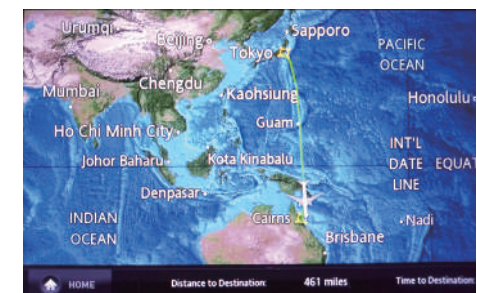 Urumqi
Beijing
Sapporo
Tokyo
PACIFIC
OCEAN
Mumbai
Chengdu
Kaohsiung
Honolulu
Ho Chi Minh City
Guam
INT'L
DATE
LINE
EQUAT
Johor Baharu
Kota Kinabalu
Denpasar
INDIAN
OCEAN
Cairns
Nadi
Brisbane
HOME
Distance to Destination:
461 miles
Time to Destination: